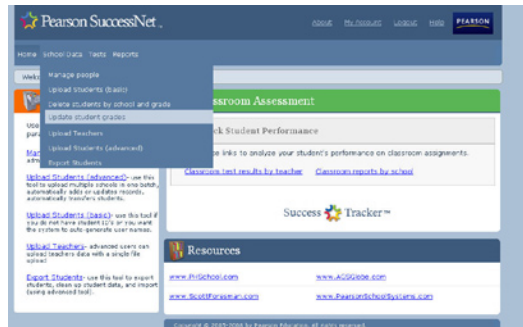 Pearson SuccessNet
About My Account Logout Help PEARSON
Home School Data Tests Reports
Manage people
Upload Students (basic)
Delete students by school and grade
Update student grades
Upload Teachers
Upload Students (advanced)
Export Students
Upload Students (advanced)- use this
tool to upload multiple schools in one batch,
automatically adds or updates records,
automatically transfers students.
Upload Students (basic)- use this tool if
you do not have student ID's or you want
the system to auto-generate user names.
Upload Teachers- advanced users can
upload teachers data with a single file
upload
Export Students- use this tool to export
students, clean up student data, and import
(using advanced tool).
Assessment
Student Performance
links to analyze your student's performance on classroom assignments.
Classroom test results by teacher Classroom reports by school
Success Tracker™
Resources
www.PHSchool.com www.AGSGlobe.com
www.ScottForesman.com www.PearsonSchoolSystems.com
by Pearson Education. All rights reserved.